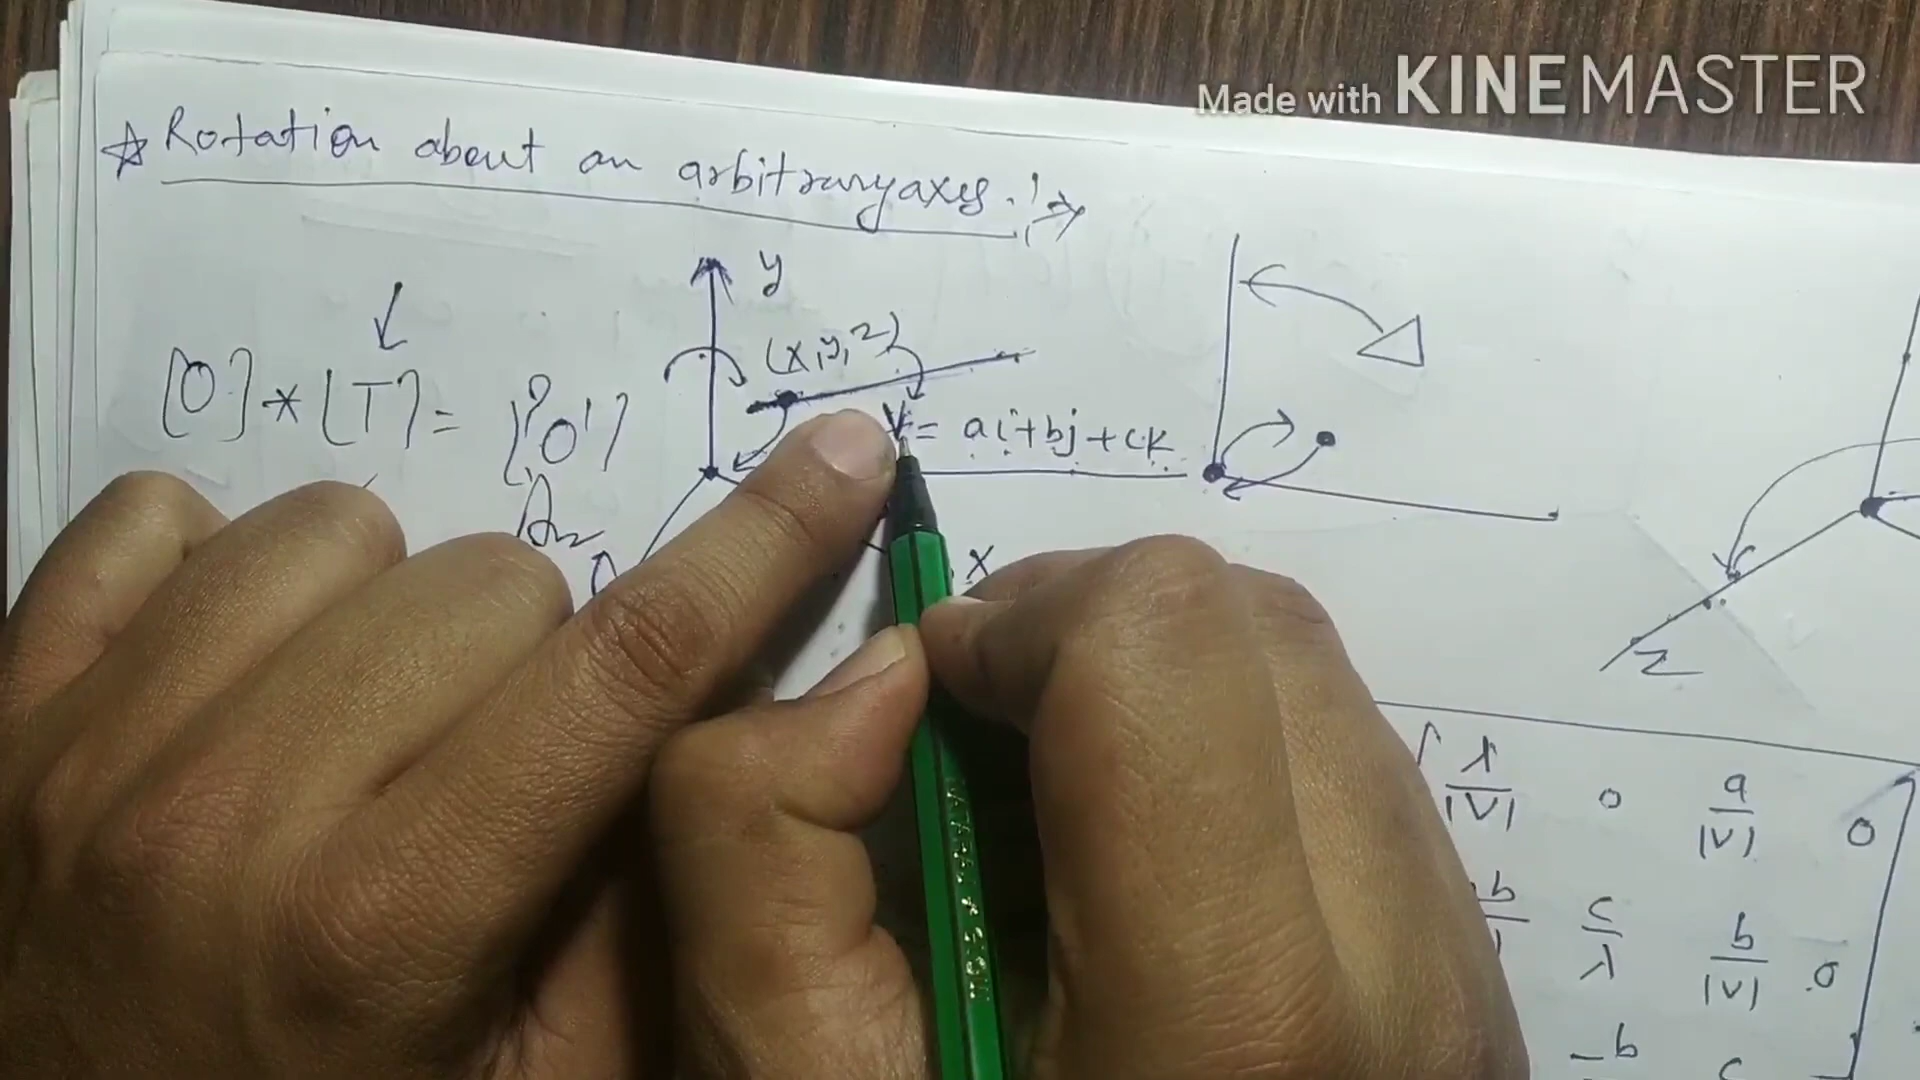 Made with KINEMASTER
☆ Rotation about an arbitrary axes. :⇒
y
(x,y,z)
[O] * [T] = [O']
V = ai+bj+ck
x
z
λ/|V| 0 a/|V| 0
c/λ b/|V| 0
-b c